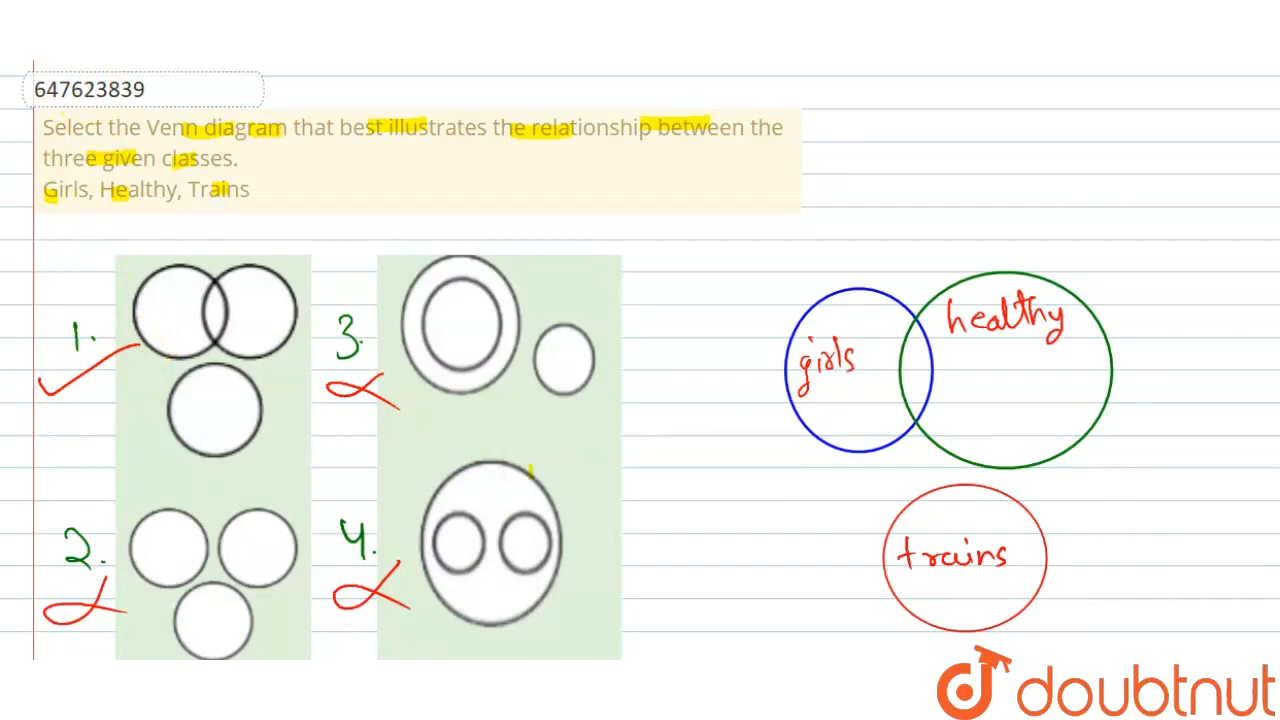 647623839
Select the Venn diagram that best illustrates the relationship between the
three given classes.
Girls, Healthy, Trains
1.
3.
2.
4.
girls
healthy
trains
doubtnut